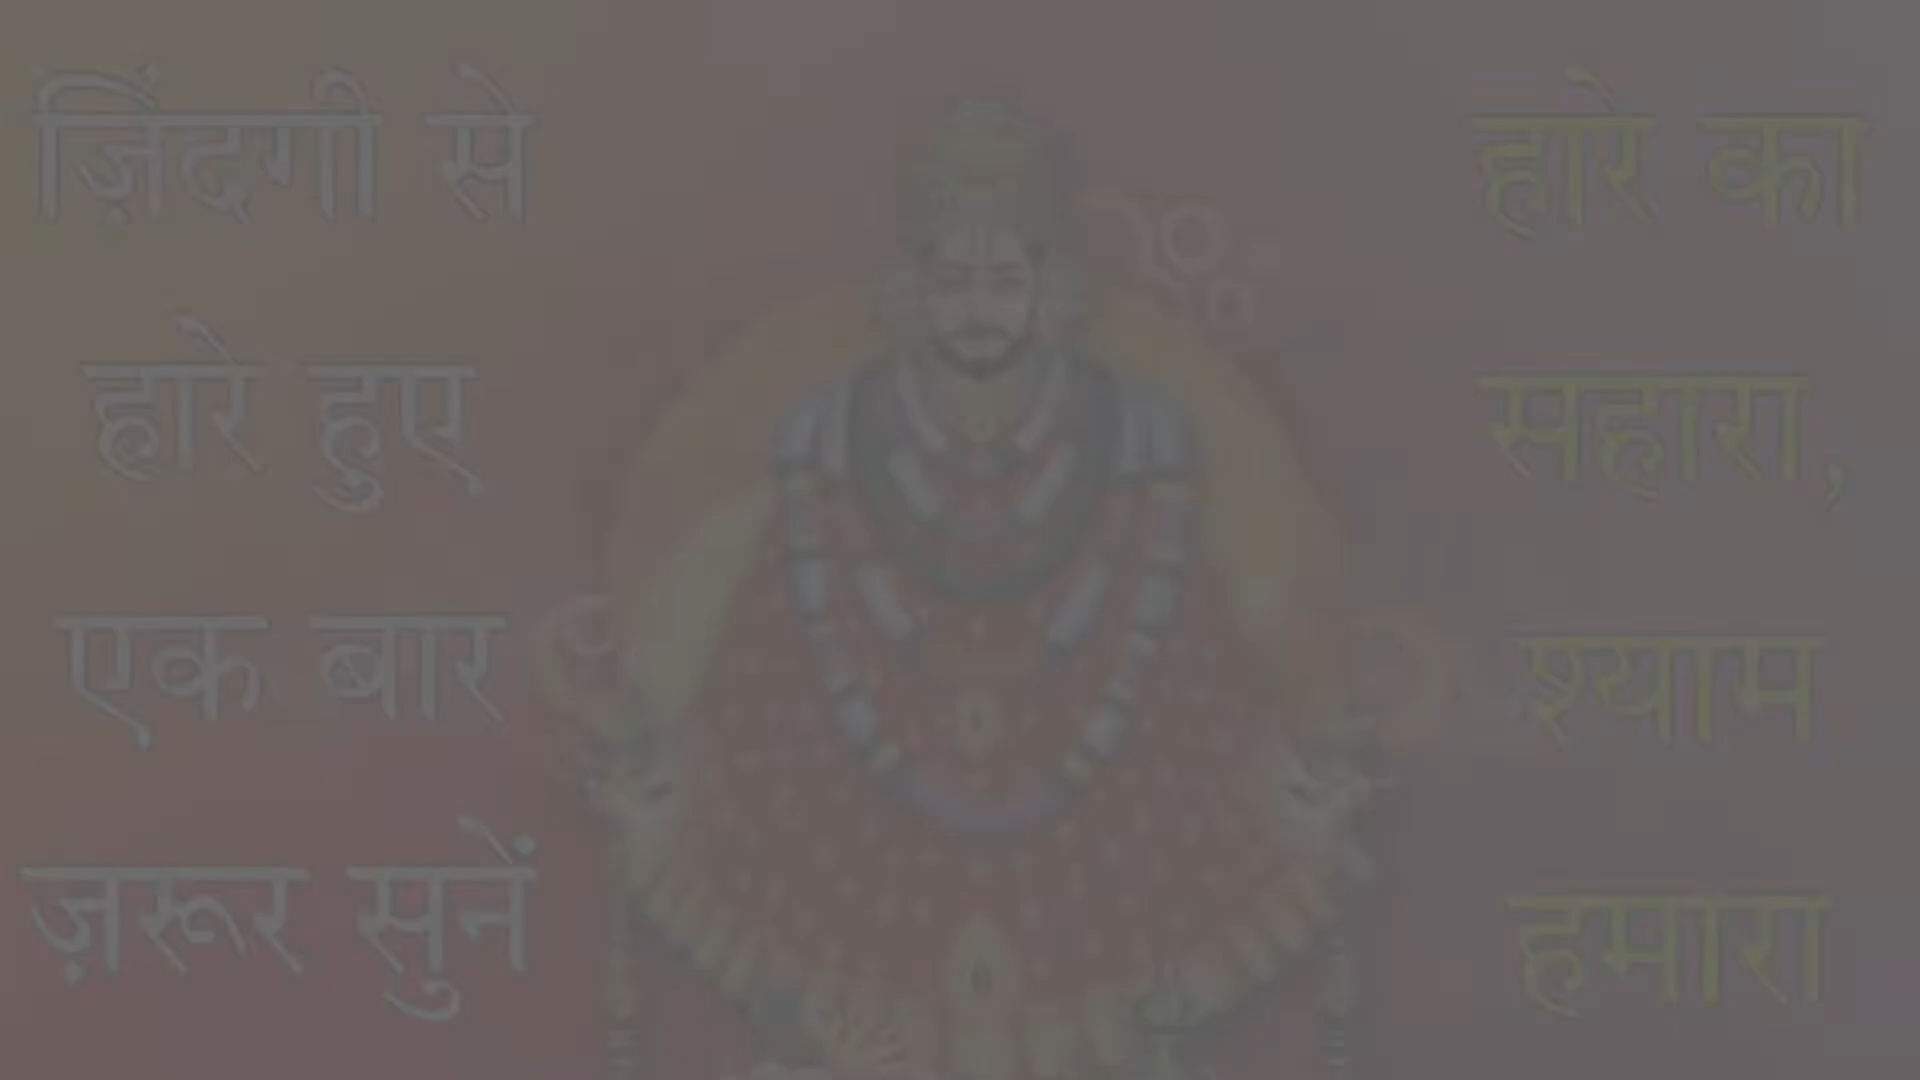 ज़िंदगी से
हारे हुए
एक बार
ज़रूर सुनें
हारे का
सहारा,
श्याम
हमारा